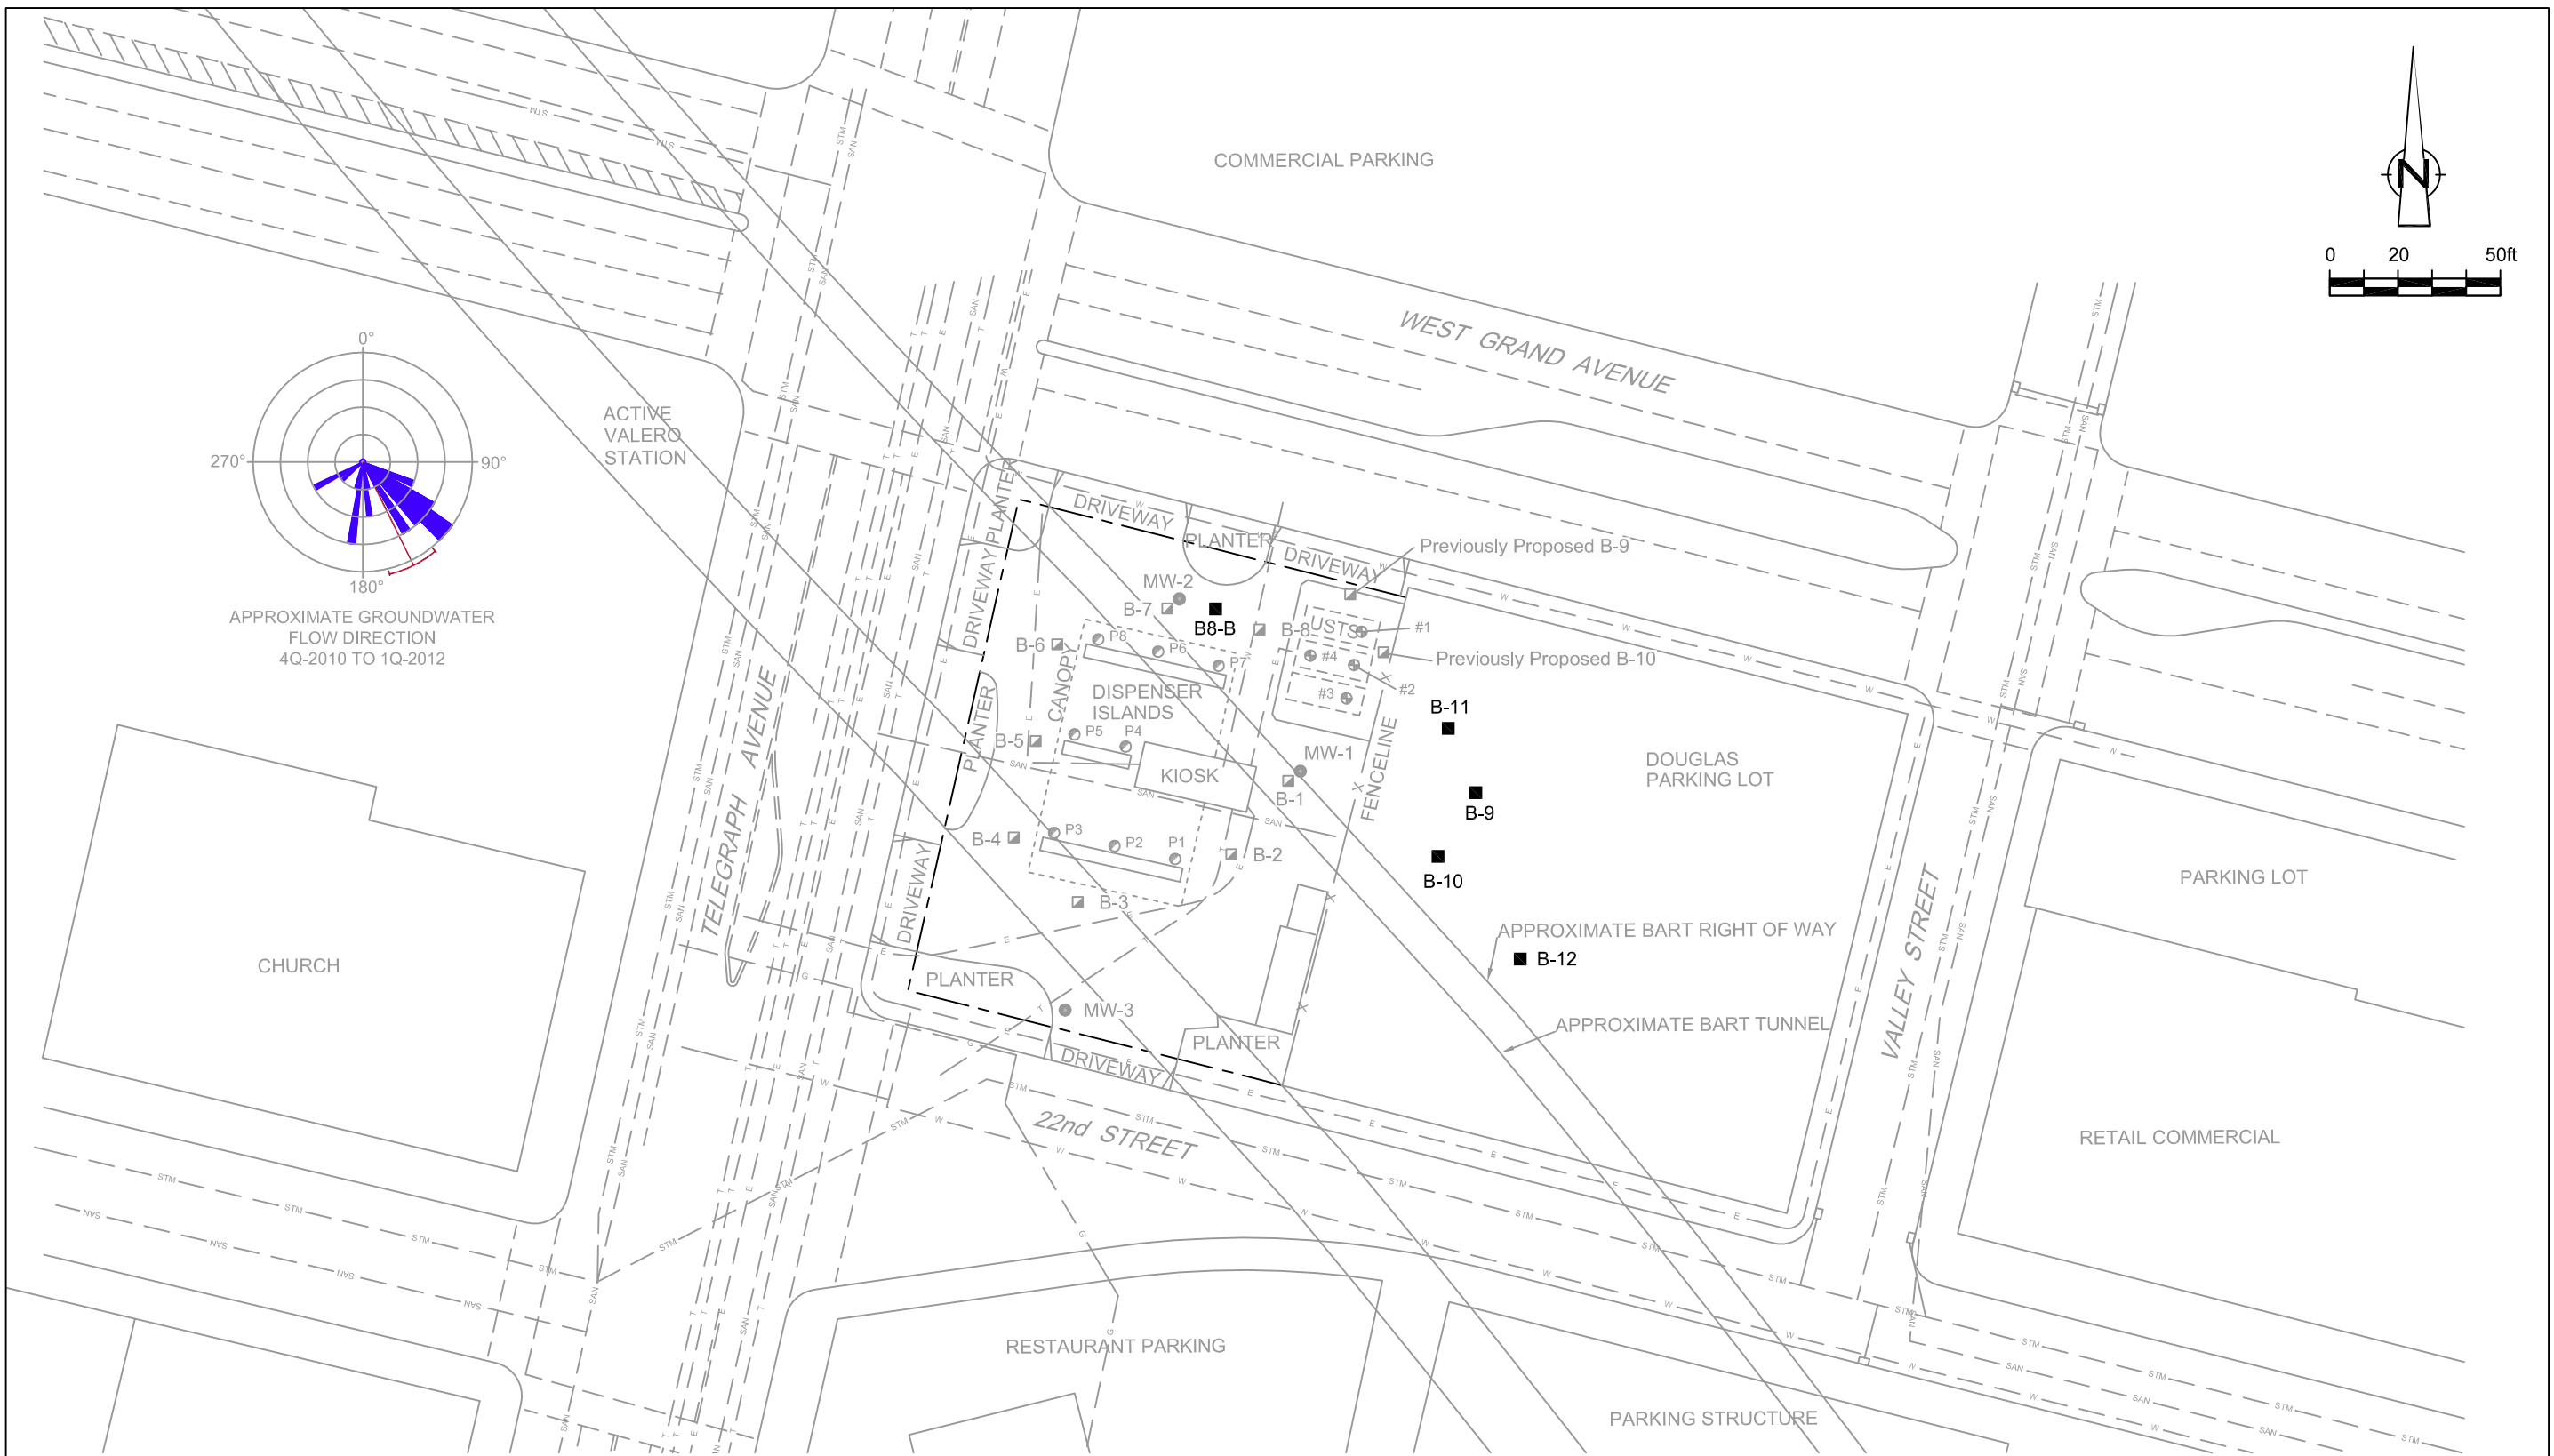 COMMERCIAL PARKING
N
0 20 50ft
WEST GRAND AVENUE
0°
270°
90°
180°
APPROXIMATE GROUNDWATER
FLOW DIRECTION
4Q-2010 TO 1Q-2012
ACTIVE
VALERO
STATION
DRIVEWAY
PLANTER
DRIVEWAY
PLANTER
DRIVEWAY
Previously Proposed B-9
MW-2
B-7
B8-B
B-8
USTS
#1
#4
#2
#3
Previously Proposed B-10
B-6
P8
P6
P7
CANOPY
DISPENSER
ISLANDS
PLANTER
B-5
P5
P4
KIOSK
MW-1
B-1
FENCELINE
B-11
B-9
B-10
DOUGLAS
PARKING LOT
TELEGRAPH AVENUE
B-4
P3
P2
P1
B-2
B-3
DRIVEWAY
PLANTER
MW-3
DRIVEWAY
PLANTER
APPROXIMATE BART RIGHT OF WAY
B-12
APPROXIMATE BART TUNNEL
VALLEY STREET
PARKING LOT
CHURCH
22nd STREET
RETAIL COMMERCIAL
RESTAURANT PARKING
PARKING STRUCTURE
STM
SAN
W
E
T
G
X